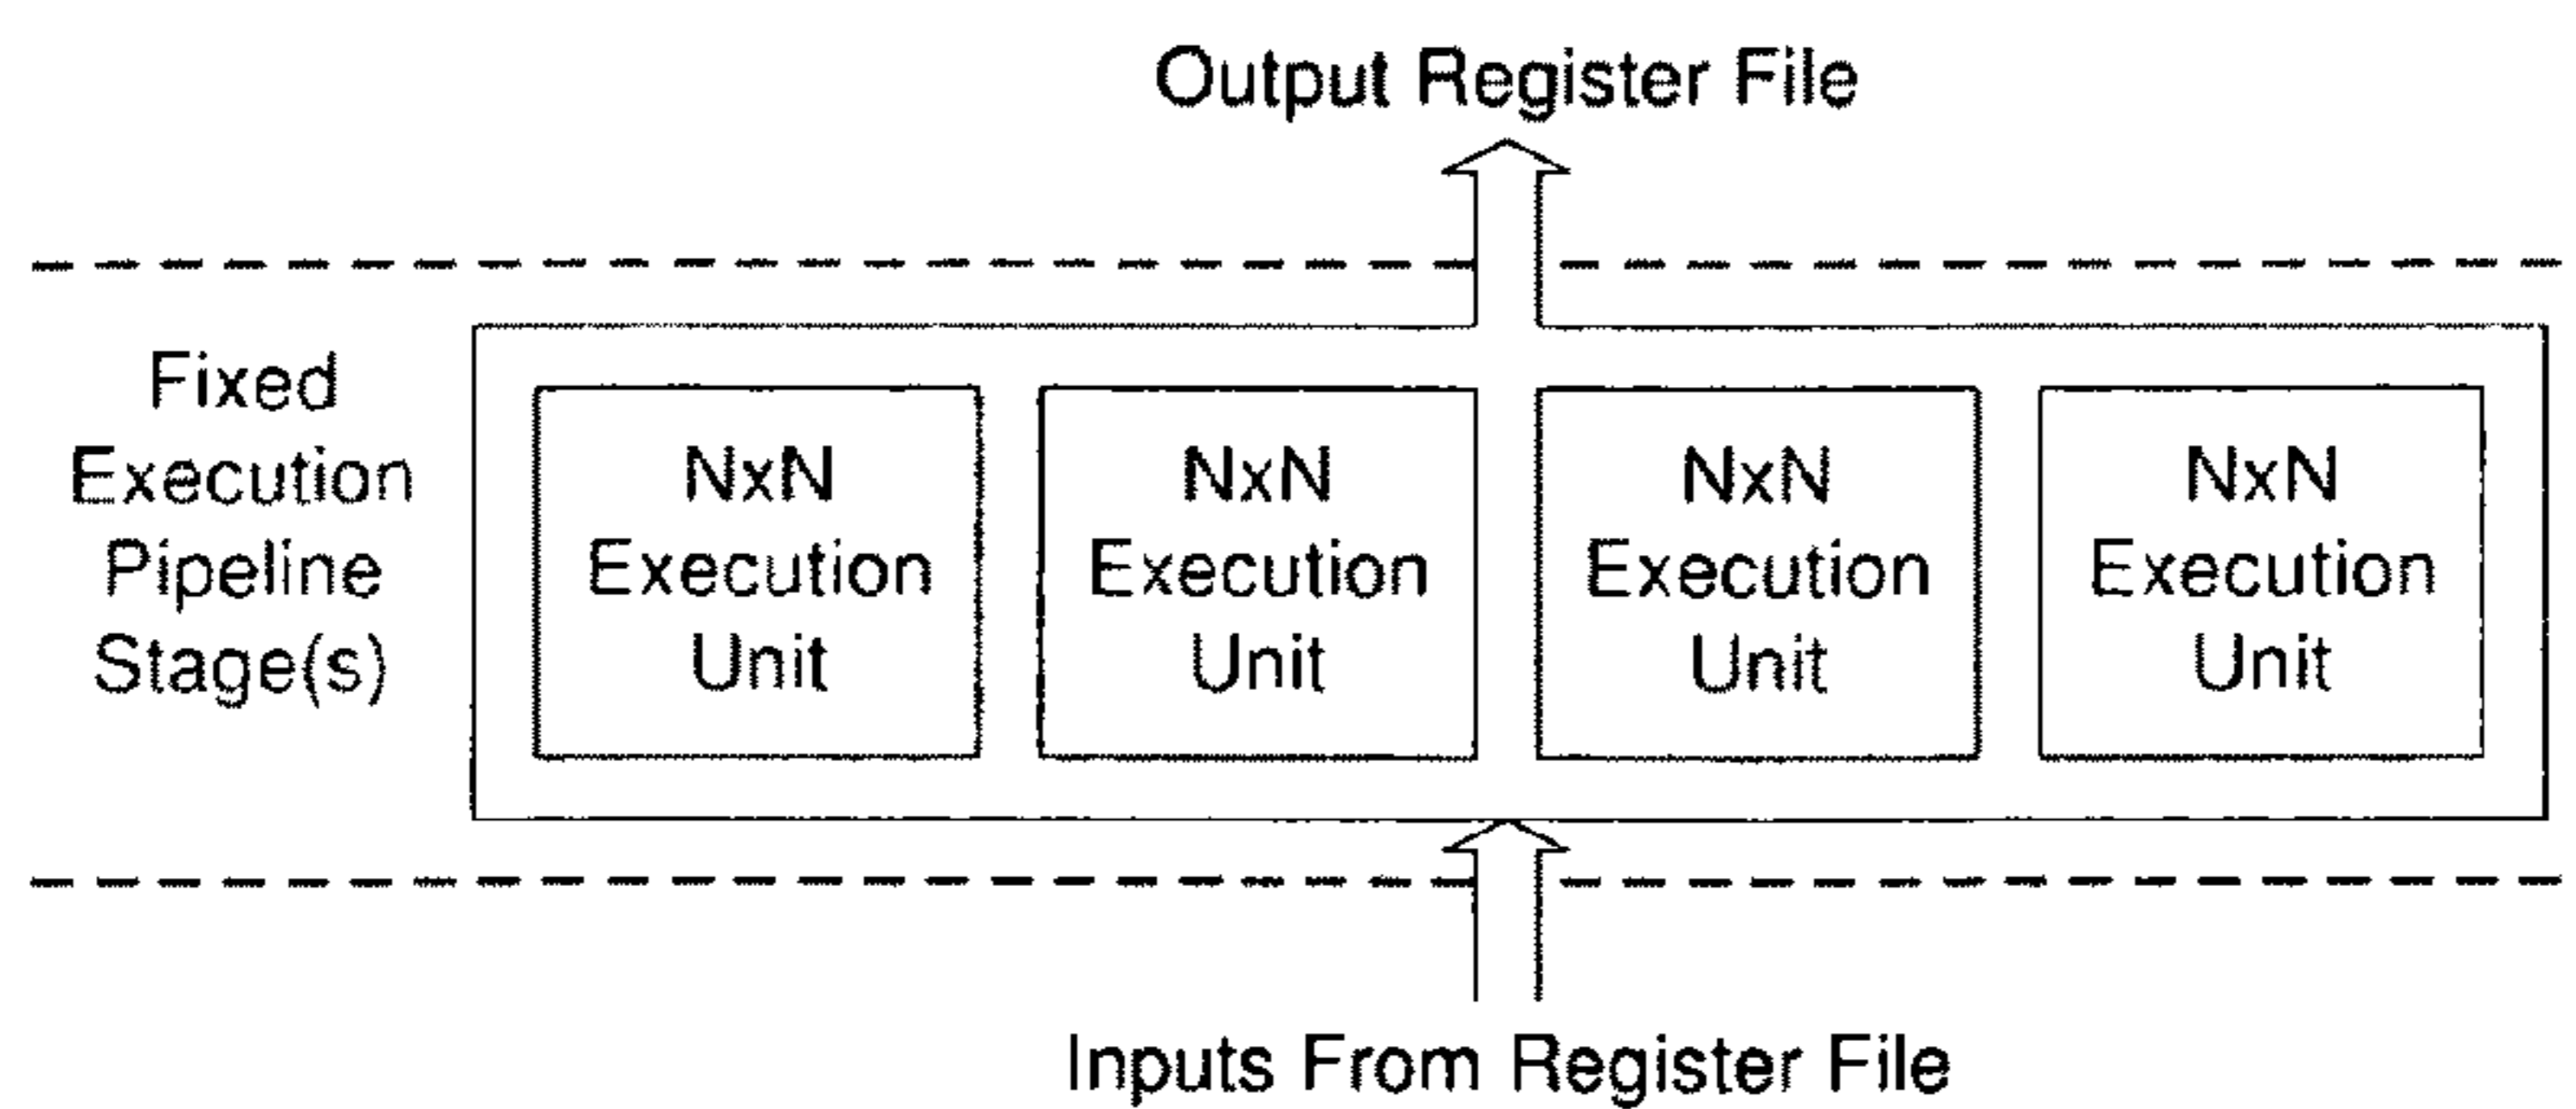 Output Register File
Fixed
Execution
Pipeline
Stage(s)
NxN
Execution
Unit
NxN
Execution
Unit
NxN
Execution
Unit
NxN
Execution
Unit
Inputs From Register File